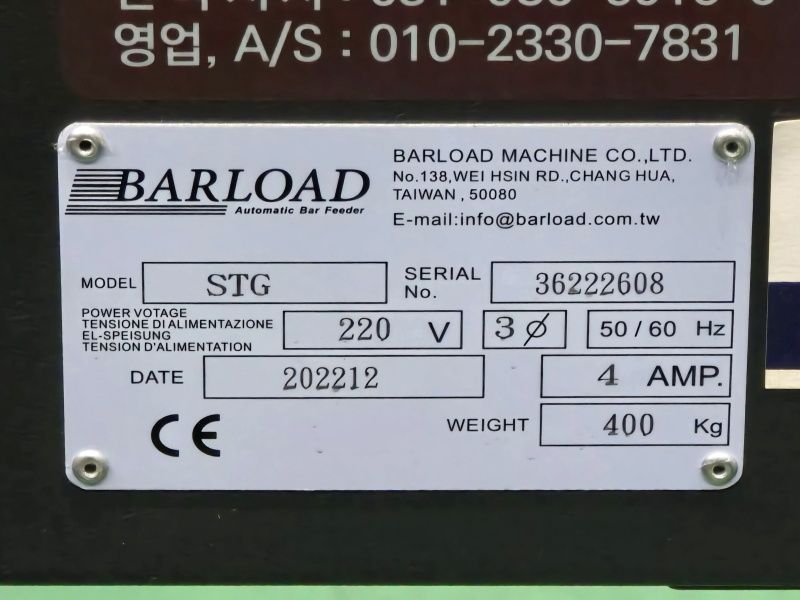 영업, A/S : 010-2330-7831
BARLOAD
Automatic Bar Feeder
BARLOAD MACHINE CO.,LTD.
No.138,WEI HSIN RD.,CHANG HUA,
TAIWAN , 50080
E-mail:info@barload.com.tw
MODEL STG
SERIAL No. 36222608
POWER VOTAGE
TENSIONE DI ALIMENTAZIONE
EL-SPEISUNG
TENSION D'ALIMENTATION
220 V 3Ø 50 / 60 Hz
DATE 202212 4 AMP.
CE
WEIGHT 400 Kg